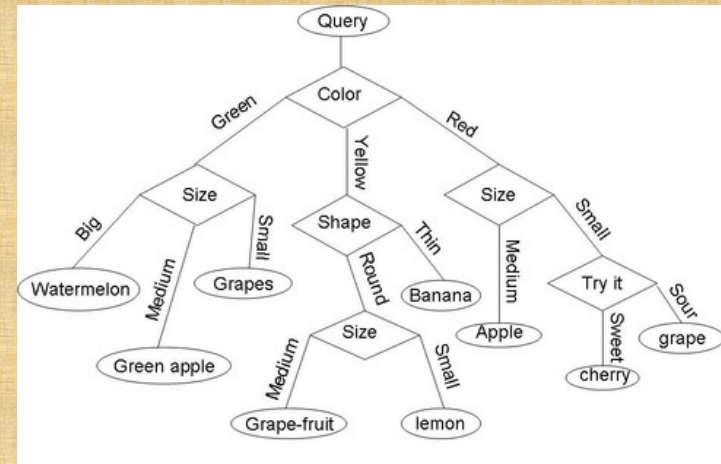 Query
Color
Green
Yellow
Red
Size
Shape
Size
Big
Medium
Small
Round
Thin
Medium
Small
Watermelon
Grapes
Banana
Try it
Green apple
Size
Apple
Sweet
Sour
grape
Medium
Small
cherry
Grape-fruit
lemon